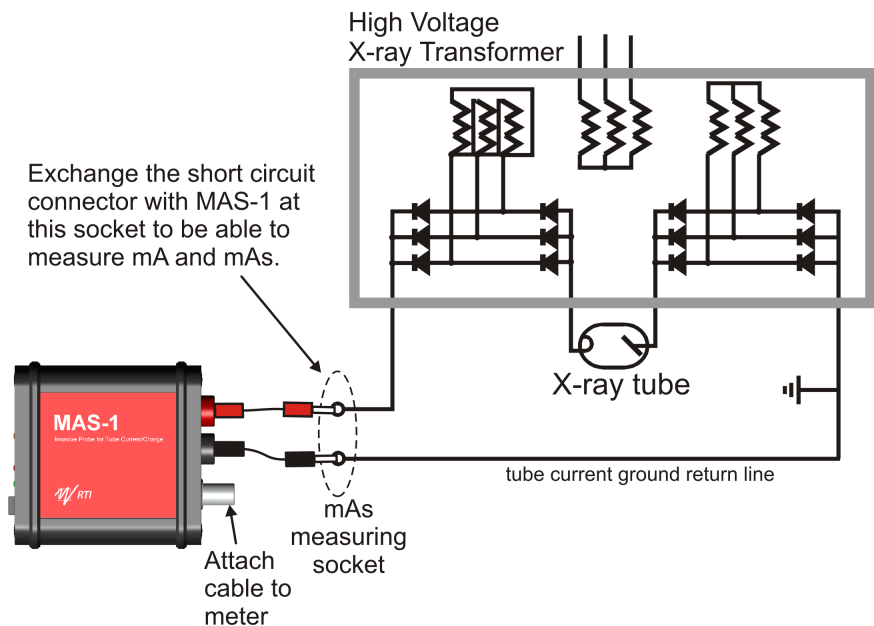 High Voltage
X-ray Transformer
Exchange the short circuit
connector with MAS-1 at
this socket to be able to
measure mA and mAs.
X-ray tube
MAS-1
Invasive Probe for Tube Current/Charge
RTI
tube current ground return line
mAs
measuring
socket
Attach
cable to
meter